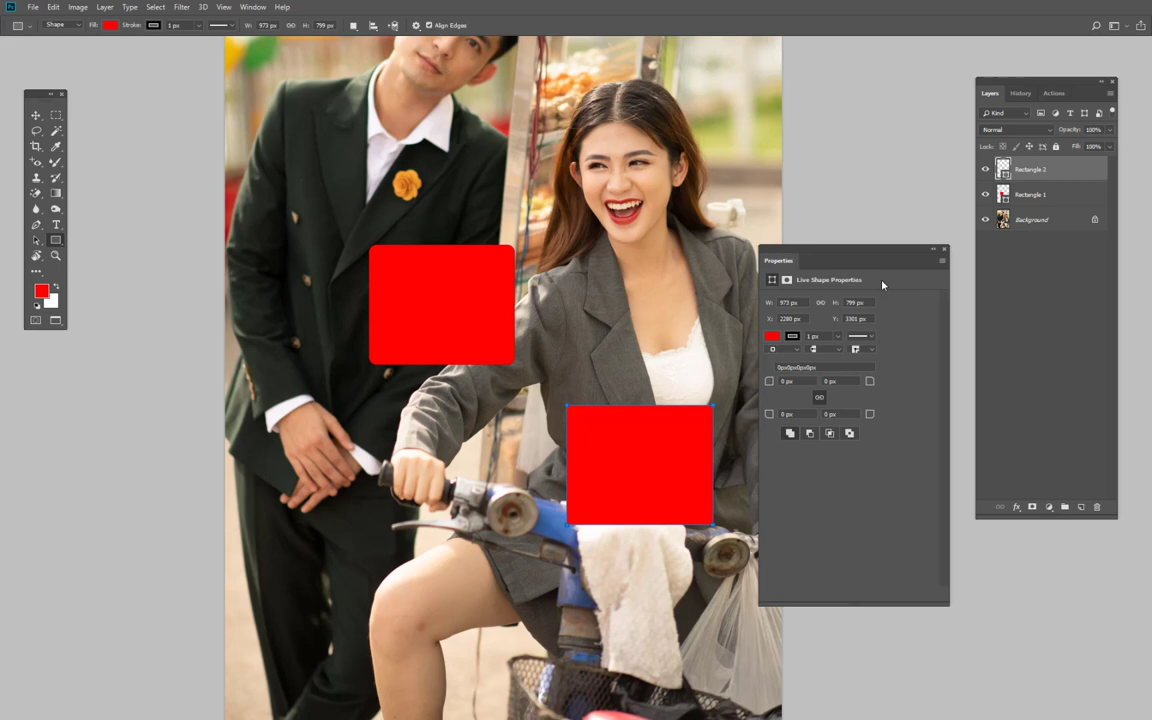 Ps File Edit Image Layer Type Select Filter 3D View Window Help
Shape Fill: Stroke: 1 px W: 973 px H: 799 px Align Edges
Layers History Actions
Kind
Normal Opacity: 100%
Lock: Fill: 100%
Rectangle 2
Rectangle 1
Background
fx
Properties
Live Shape Properties
W: 973 px H: 799 px
X: 2280 px Y: 3301 px
1 px
0px0px0px0px
0 px 0 px
0 px 0 px